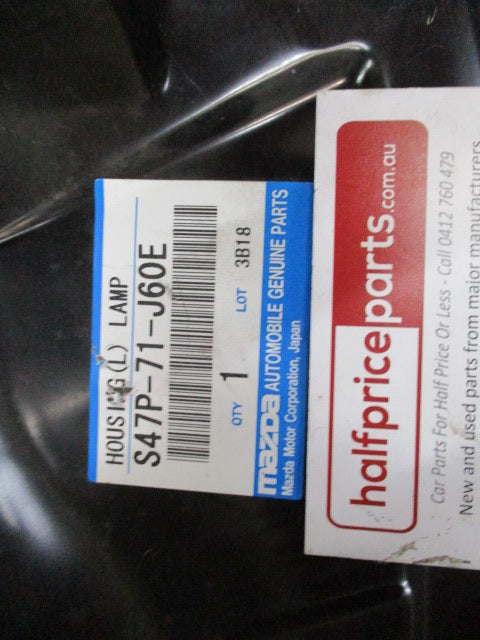 HOUSING(L) LAMP
S47P-71-J60E
QTY 1 LOT 3B18
mazda AUTOMOBILE GENUINE PARTS
Mazda Motor Corporation, Japan
halfpriceparts.com.au
Car Parts For Half Price Or Less - Call 0412 760 479
New and used parts from major manufacturers